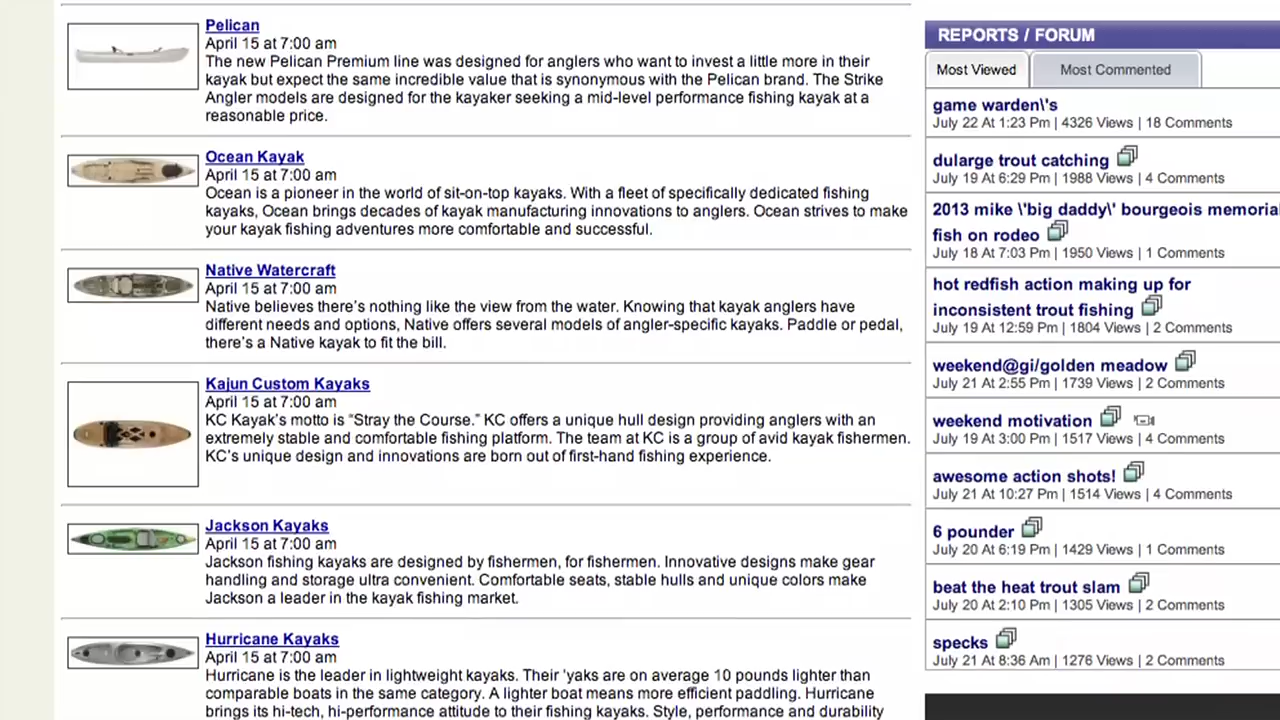 Pelican
April 15 at 7:00 am
The new Pelican Premium line was designed for anglers who want to invest a little more in their
kayak but expect the same incredible value that is synonymous with the Pelican brand. The Strike
Angler models are designed for the kayaker seeking a mid-level performance fishing kayak at a
reasonable price.
Ocean Kayak
April 15 at 7:00 am
Ocean is a pioneer in the world of sit-on-top kayaks. With a fleet of specifically dedicated fishing
kayaks, Ocean brings decades of kayak manufacturing innovations to anglers. Ocean strives to make
your kayak fishing adventures more comfortable and successful.
Native Watercraft
April 15 at 7:00 am
Native believes there's nothing like the view from the water. Knowing that kayak anglers have
different needs and options, Native offers several models of angler-specific kayaks. Paddle or pedal,
there's a Native kayak to fit the bill.
Kajun Custom Kayaks
April 15 at 7:00 am
KC Kayak's motto is “Stray the Course.” KC offers a unique hull design providing anglers with an
extremely stable and comfortable fishing platform. The team at KC is a group of avid kayak fishermen.
KC's unique design and innovations are born out of first-hand fishing experience.
Jackson Kayaks
April 15 at 7:00 am
Jackson fishing kayaks are designed by fishermen, for fishermen. Innovative designs make gear
handling and storage ultra convenient. Comfortable seats, stable hulls and unique colors make
Jackson a leader in the kayak fishing market.
Hurricane Kayaks
April 15 at 7:00 am
Hurricane is the leader in lightweight kayaks. Their 'yaks are on average 10 pounds lighter than
comparable boats in the same category. A lighter boat means more efficient paddling. Hurricane
brings its hi-tech, hi-performance attitude to their fishing kayaks. Style, performance and durability
REPORTS / FORUM
Most Viewed
Most Commented
game warden\'s
July 22 At 1:23 Pm | 4326 Views | 18 Comments
dularge trout catching
July 19 At 6:29 Pm | 1988 Views | 4 Comments
2013 mike \'big daddy\' bourgeois memorial
fish on rodeo
July 18 At 7:03 Pm | 1950 Views | 1 Comments
hot redfish action making up for
inconsistent trout fishing
July 19 At 12:59 Pm | 1804 Views | 2 Comments
weekend@gi/golden meadow
July 21 At 2:55 Pm | 1739 Views | 2 Comments
weekend motivation
July 19 At 3:00 Pm | 1517 Views | 4 Comments
awesome action shots!
July 21 At 10:27 Pm | 1514 Views | 4 Comments
6 pounder
July 20 At 6:19 Pm | 1429 Views | 1 Comments
beat the heat trout slam
July 20 At 2:10 Pm | 1305 Views | 2 Comments
specks
July 21 At 8:36 Am | 1276 Views | 2 Comments